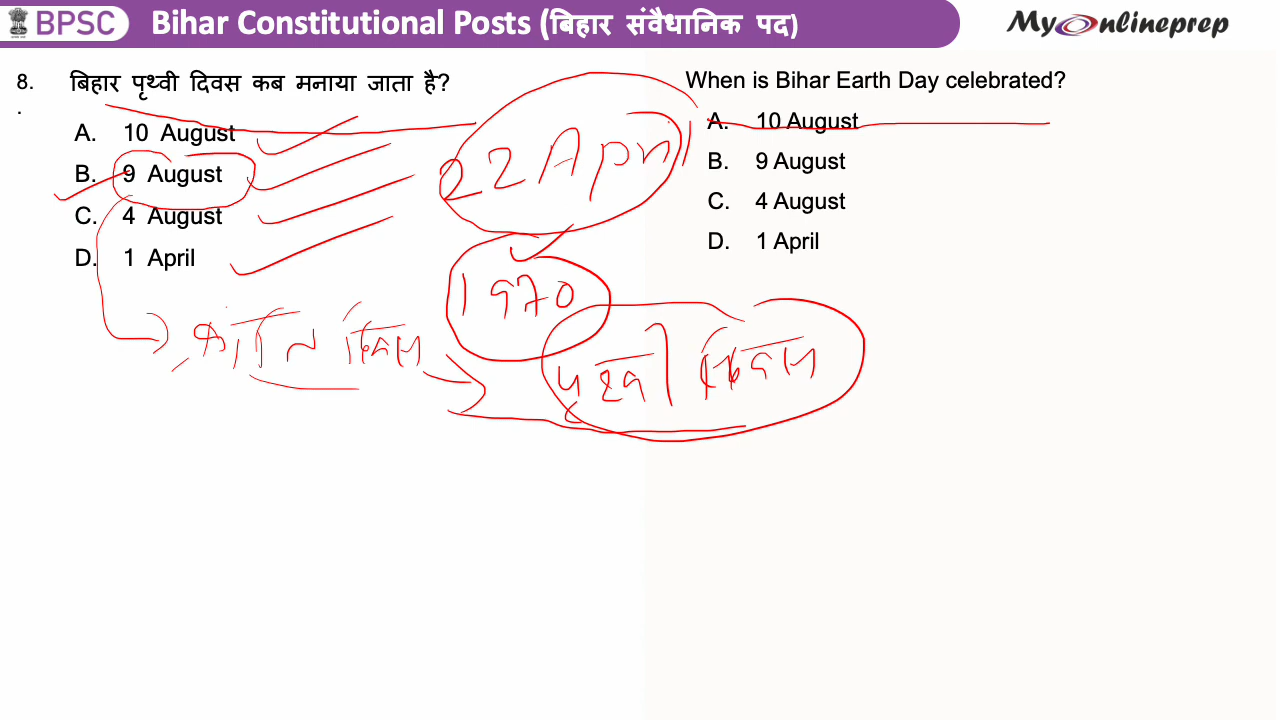 BPSC Bihar Constitutional Posts (बिहार संवैधानिक पद) MyOnlineprep
8. बिहार पृथ्वी दिवस कब मनाया जाता है?
.
A. 10 August
B. 9 August
C. 4 August
D. 1 April
When is Bihar Earth Day celebrated?
A. 10 August
B. 9 August
C. 4 August
D. 1 April
22 April
1970
क्रांति दिवस
पृथ्वी दिवस